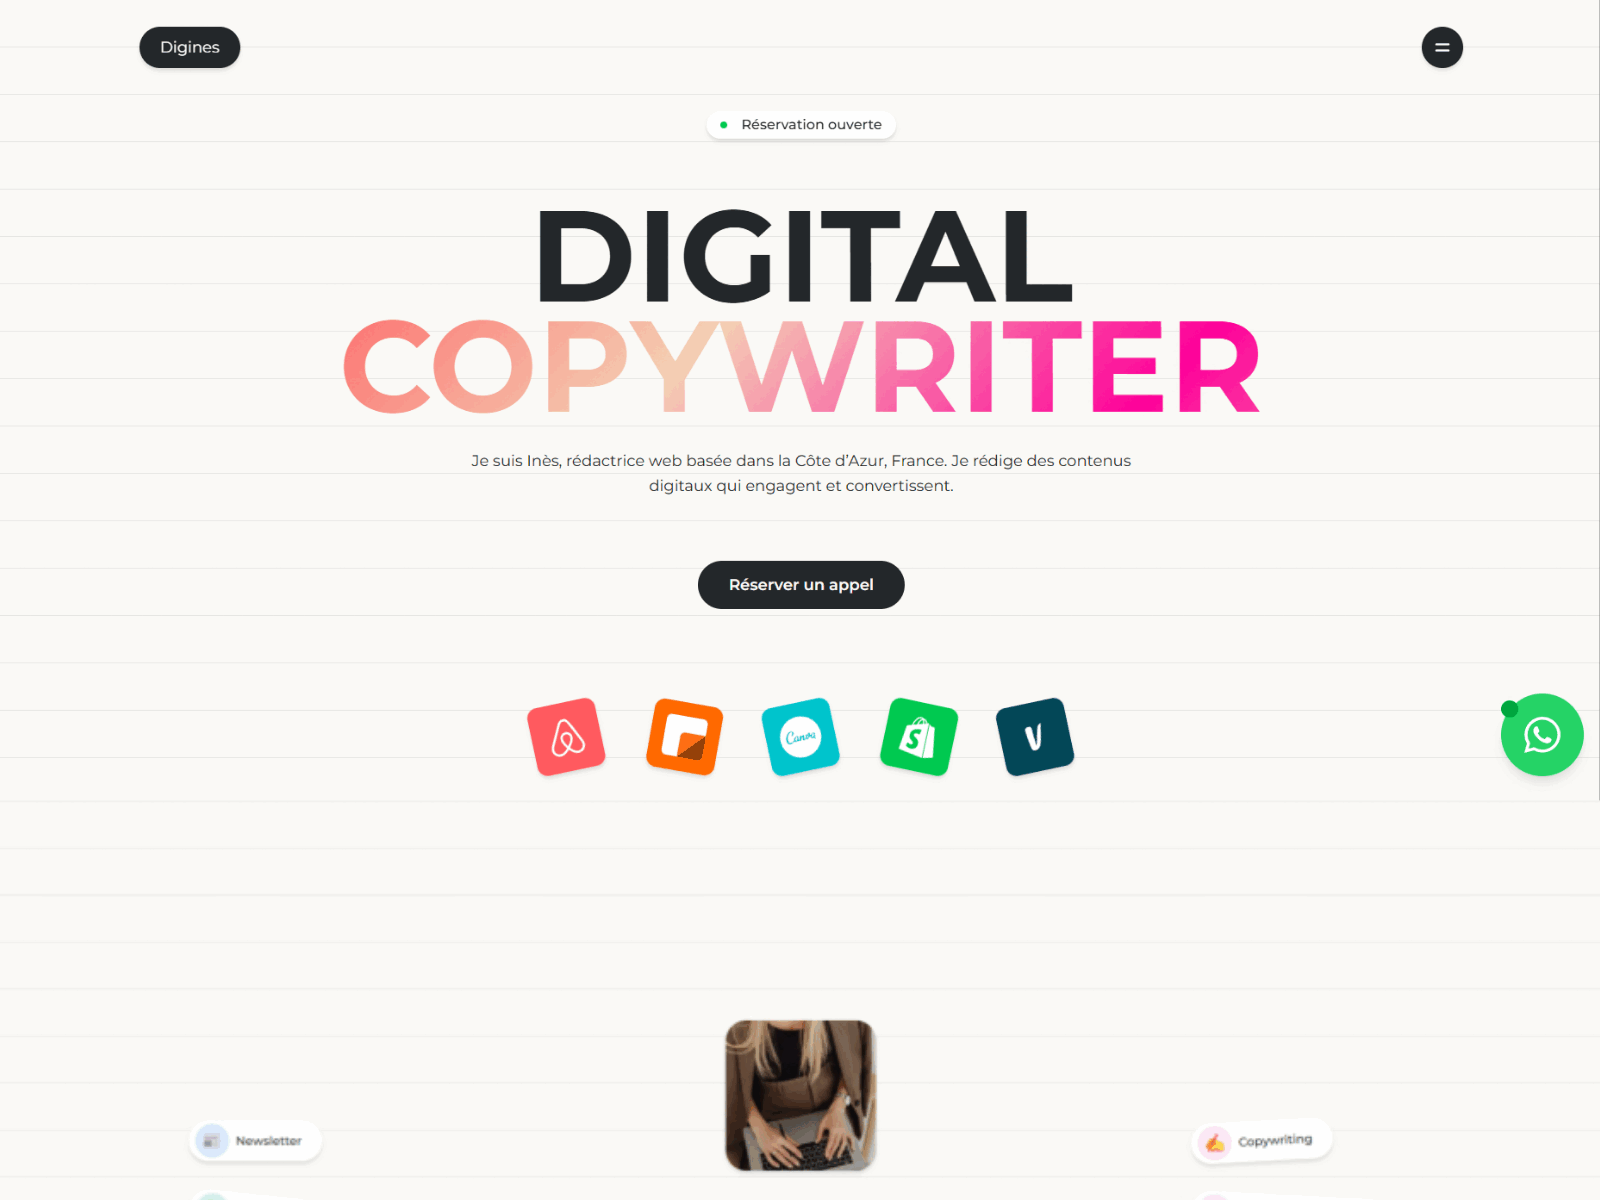 Digines
Réservation ouverte
DIGITAL
COPYWRITER
Je suis Inès, rédactrice web basée dans la Côte d’Azur, France. Je rédige des contenus
digitaux qui engagent et convertissent.
Réserver un appel
Canva
S
V
Newsletter
Copywriting